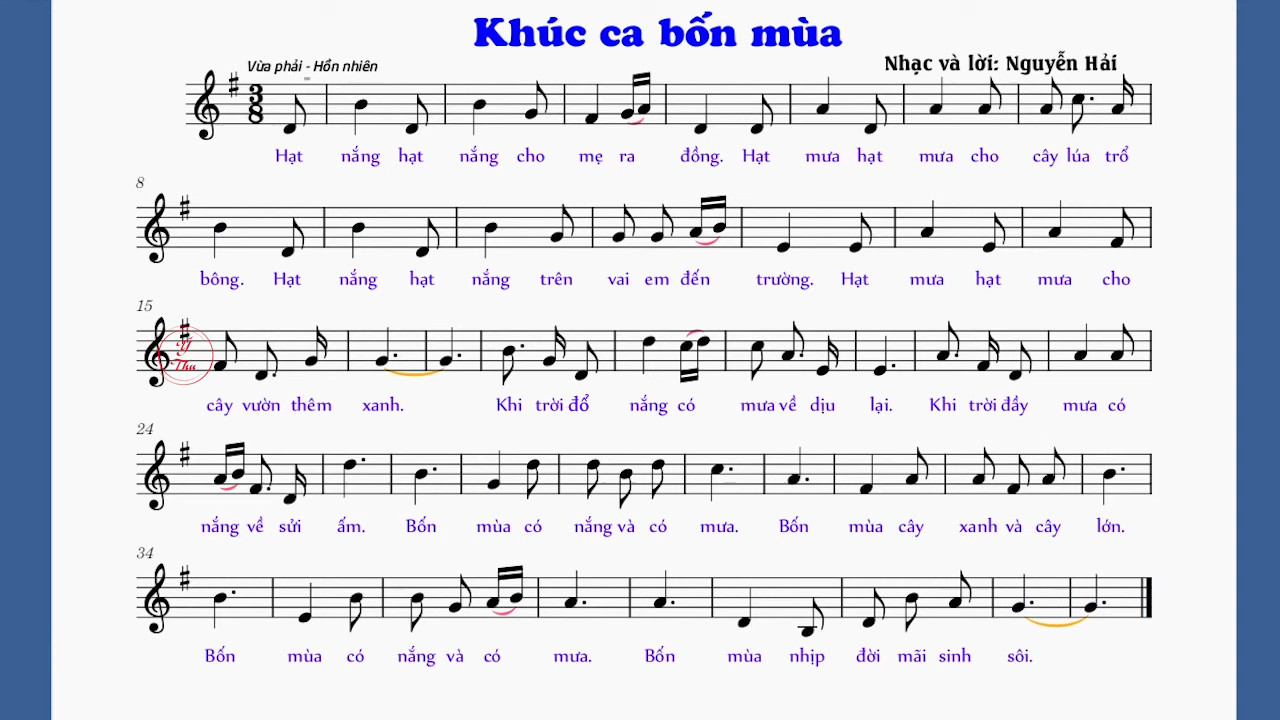 Khúc ca bốn mùa
Vừa phải - Hồn nhiên
Nhạc và lời: Nguyễn Hải
3
8
Hạt nắng hạt nắng cho mẹ ra đồng. Hạt mưa hạt mưa cho cây lúa trổ
8
bông. Hạt nắng hạt nắng trên vai em đến trường. Hạt mưa hạt mưa cho
15
Ý Thu
cây vườn thêm xanh. Khi trời đổ nắng có mưa về dịu lại. Khi trời đầy mưa có
24
nắng về sửi ấm. Bốn mùa có nắng và có mưa. Bốn mùa cây xanh và cây lớn.
34
Bốn mùa có nắng và có mưa. Bốn mùa nhịp đời mãi sinh sôi.